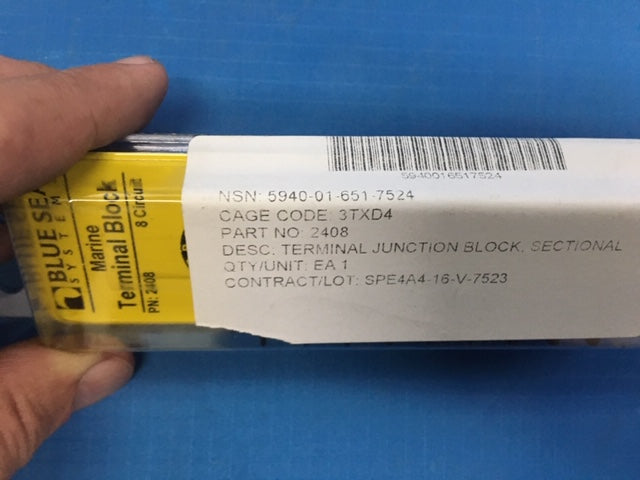 BLUE SEA
SYSTEM
Marine
Terminal Block
8 Circuit
PN: 2408
5940016517524
NSN: 5940-01-651-7524
CAGE CODE: 3TXD4
PART NO: 2408
DESC: TERMINAL JUNCTION BLOCK, SECTIONAL
QTY/UNIT: EA 1
CONTRACT/LOT: SPE4A4-16-V-7523